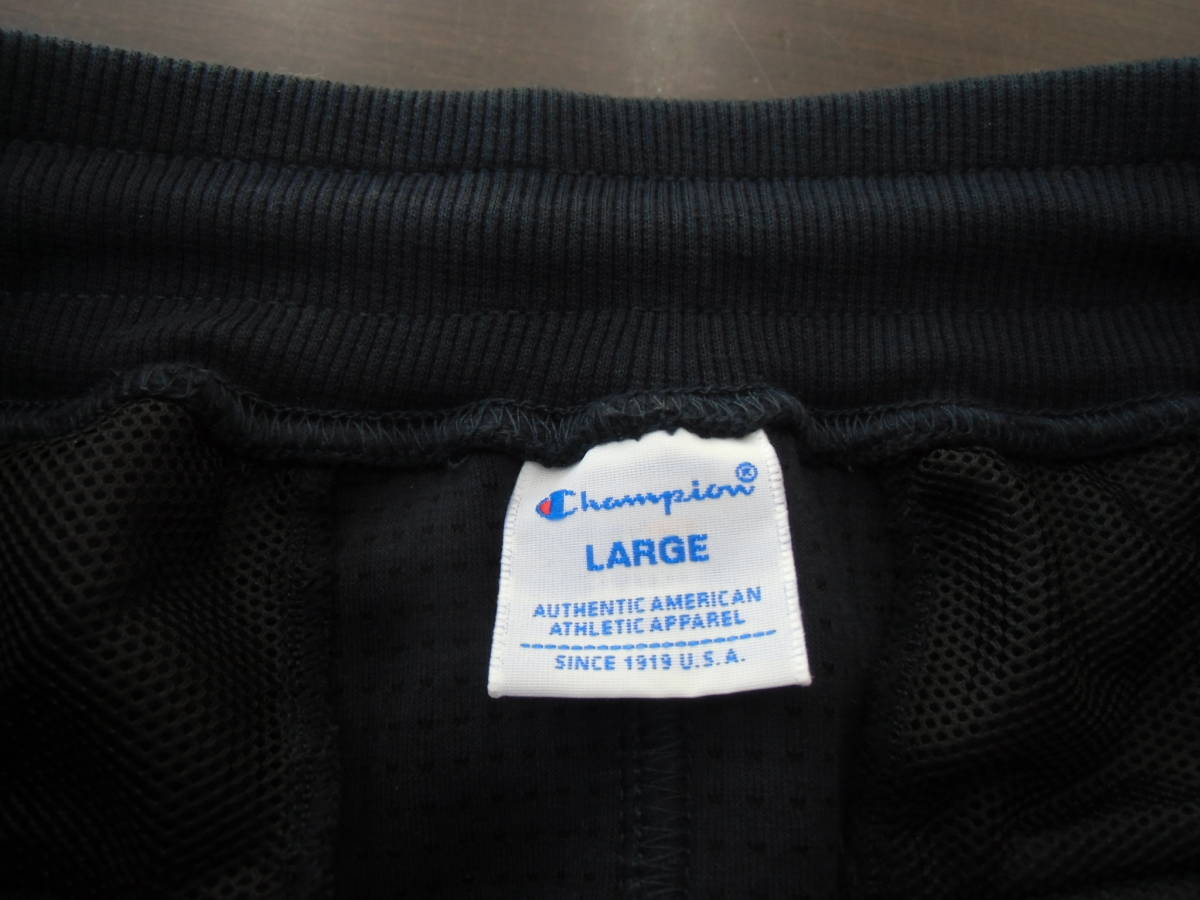 Champion®
LARGE
AUTHENTIC AMERICAN
ATHLETIC APPAREL
SINCE 1919 U.S.A.